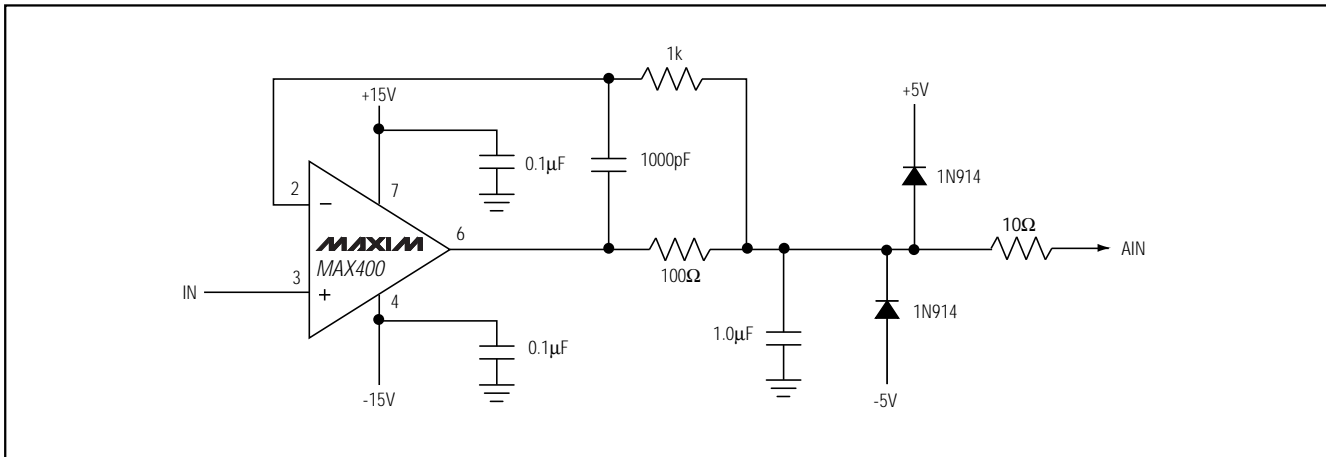 1k
+15V
+5V
0.1μF
1000pF
1N914
2
7
−
MAXIM
MAX400
6
10Ω
AIN
100Ω
IN
3
+
4
1N914
1.0μF
0.1μF
-15V
-5V